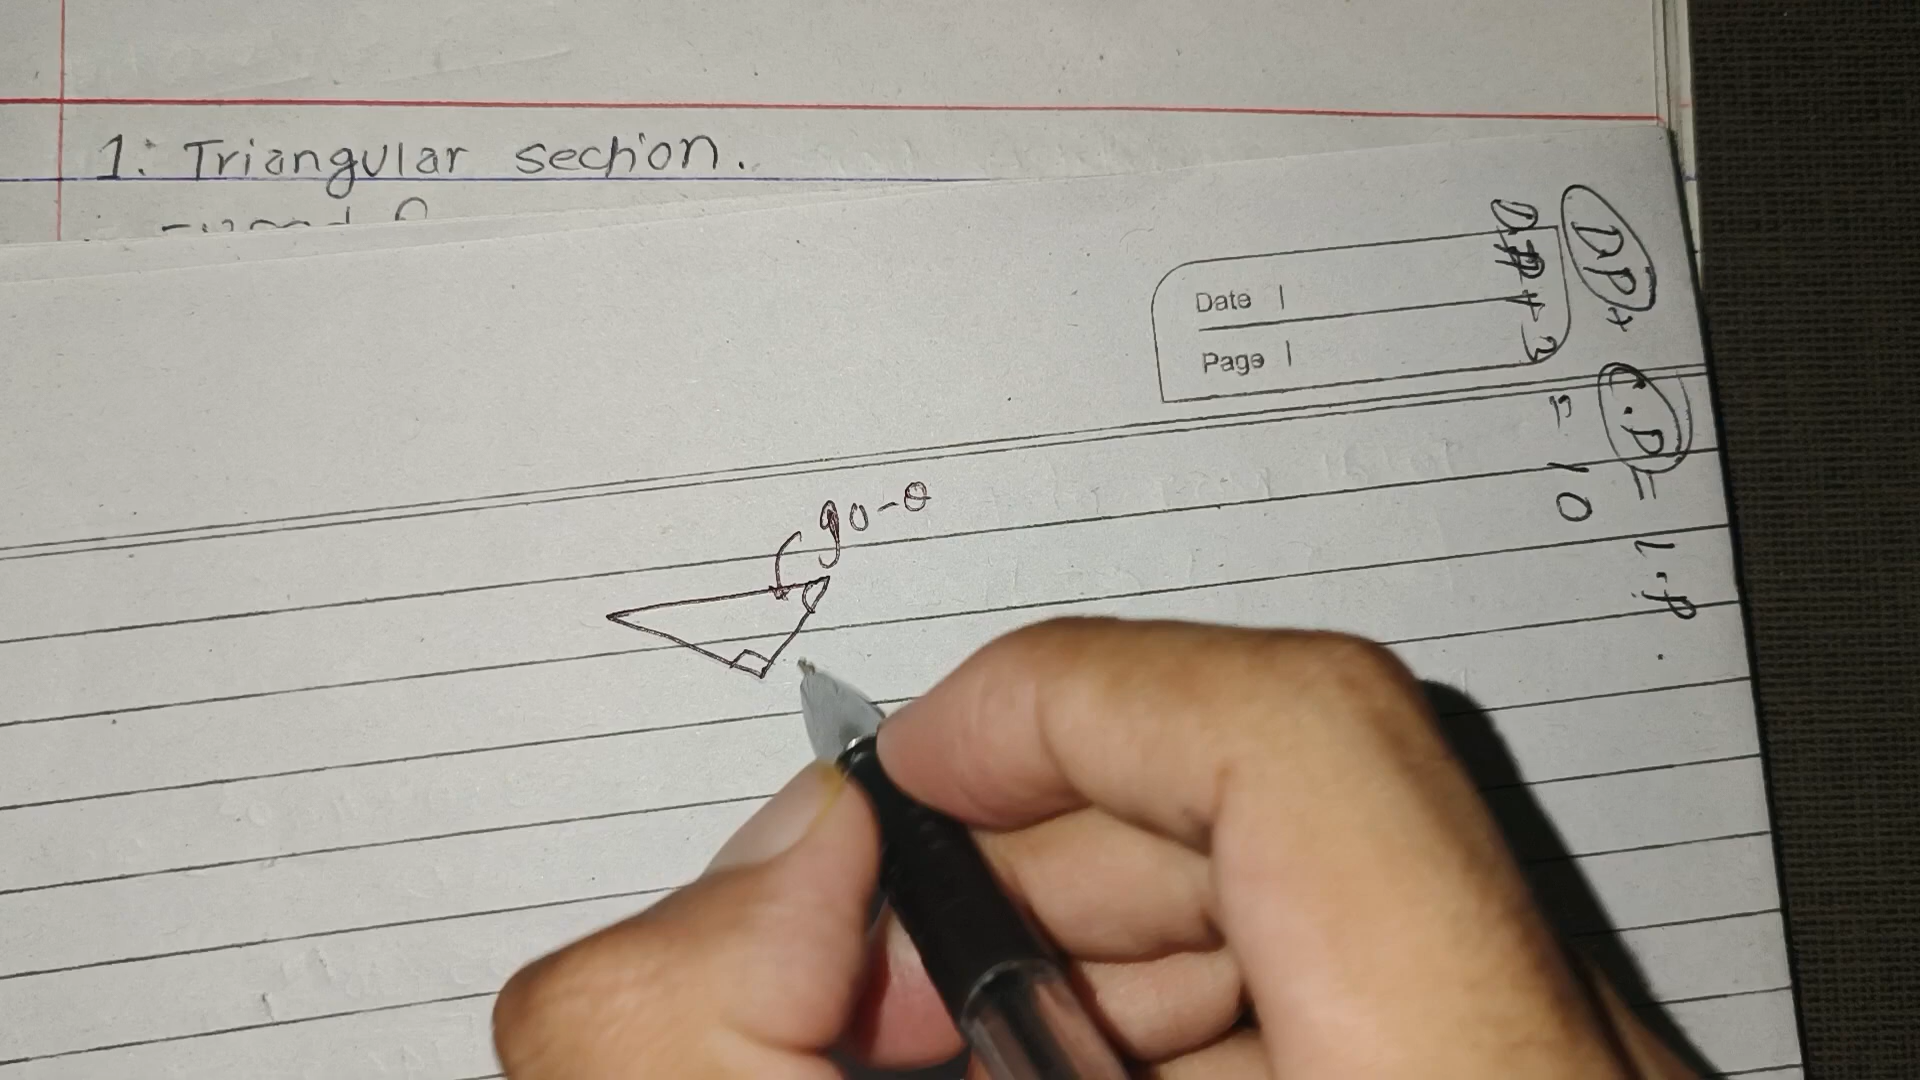 1. Triangular section.
Date
Page
90-θ
DP + C.P = I.P
= 10